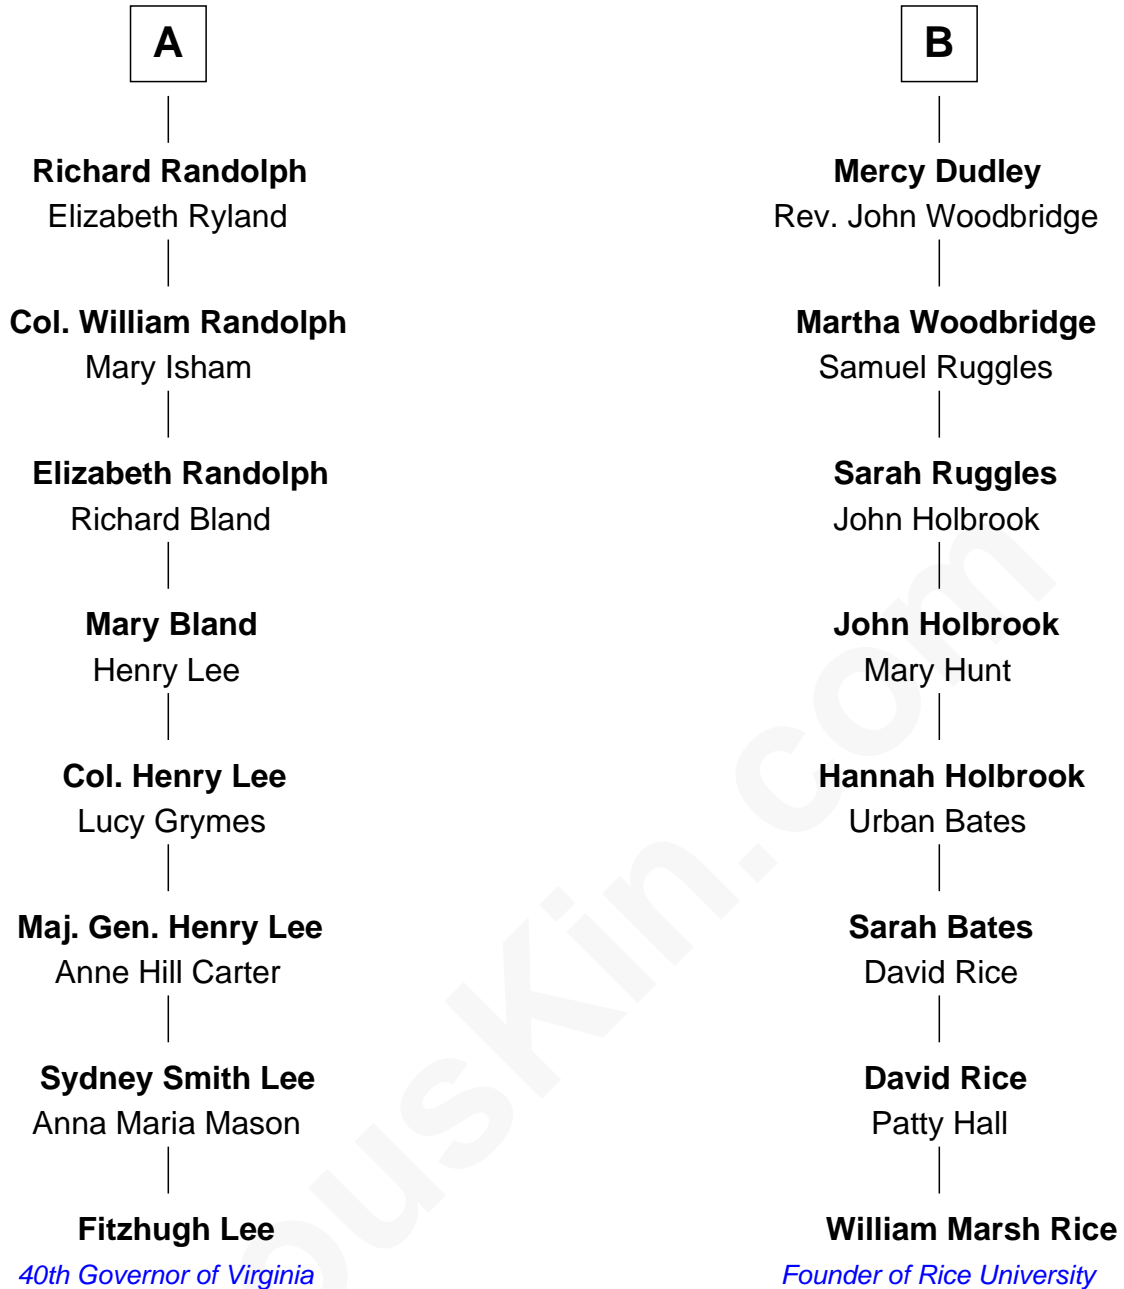 A
Richard Randolph
Elizabeth Ryland
Col. William Randolph
Mary Isham
Elizabeth Randolph
Richard Bland
Mary Bland
Henry Lee
Col. Henry Lee
Lucy Grymes
Maj. Gen. Henry Lee
Anne Hill Carter
Sydney Smith Lee
Anna Maria Mason
Fitzhugh Lee
40th Governor of Virginia
B
Mercy Dudley
Rev. John Woodbridge
Martha Woodbridge
Samuel Ruggles
Sarah Ruggles
John Holbrook
John Holbrook
Mary Hunt
Hannah Holbrook
Urban Bates
Sarah Bates
David Rice
David Rice
Patty Hall
William Marsh Rice
Founder of Rice University
ousKin.com